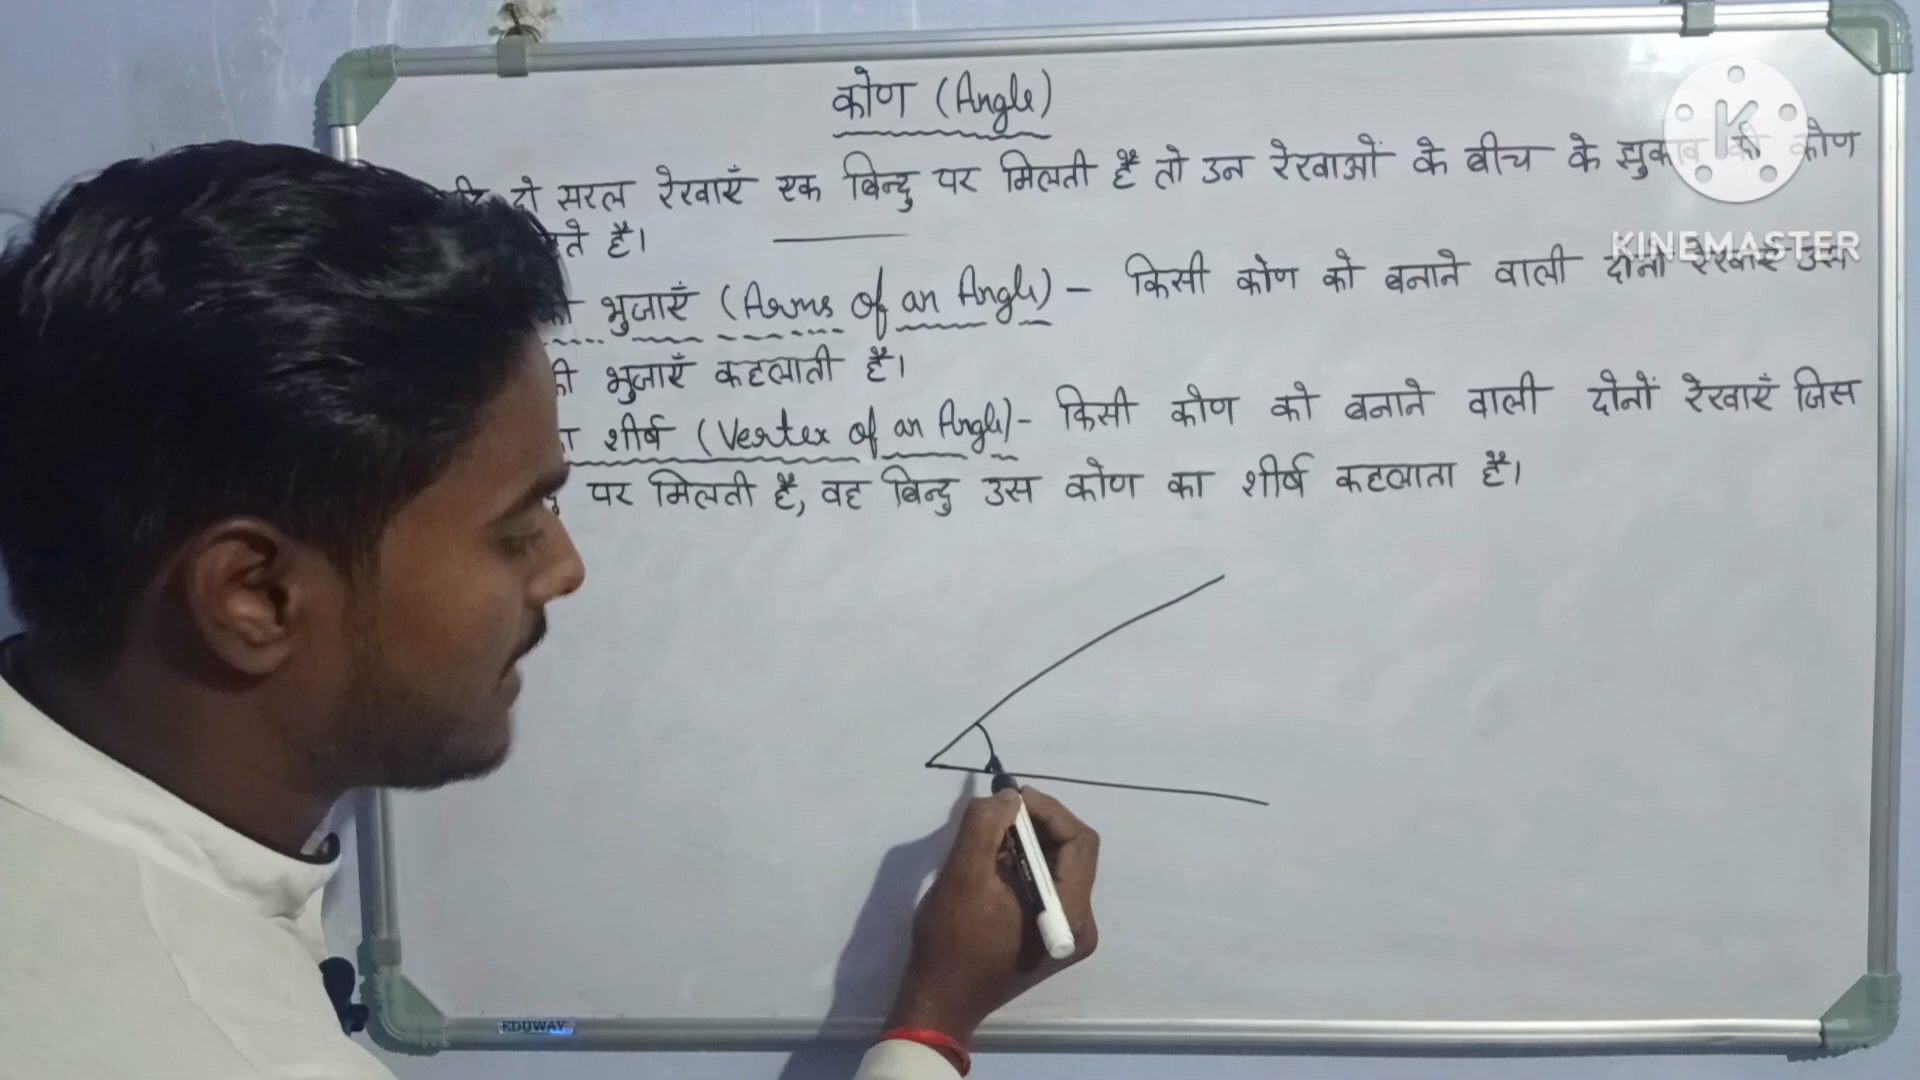 कोण (Angle)
दो सरल रेखाएँ एक बिन्दु पर मिलती हैं तो उन रेखाओं के बीच के झुकाव को कोण
है।
भुजाएँ (Arms of an Angle) - किसी कोण को बनाने वाली दोनों रेखाएँ उस
की भुजाएँ कहलाती हैं।
शीर्ष (Vertex of an Angle) - किसी कोण को बनाने वाली दोनों रेखाएँ जिस
पर मिलती हैं, वह बिन्दु उस कोण का शीर्ष कहलाता है।
K
KINEMASTER
EDUWAY